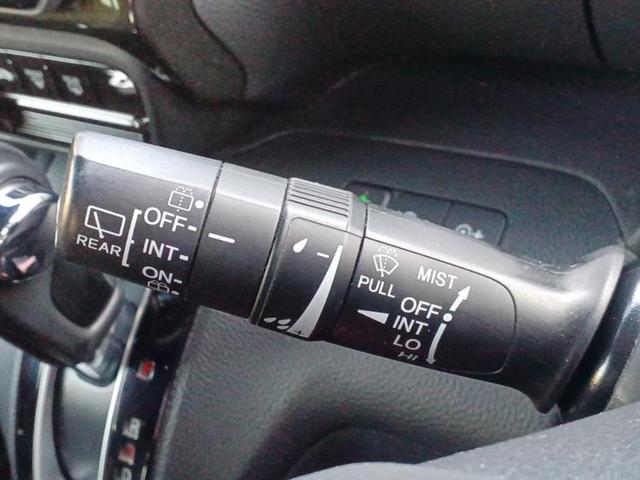 OFF
REAR
INT
ON
MIST
PULL
OFF
INT
LO
HI